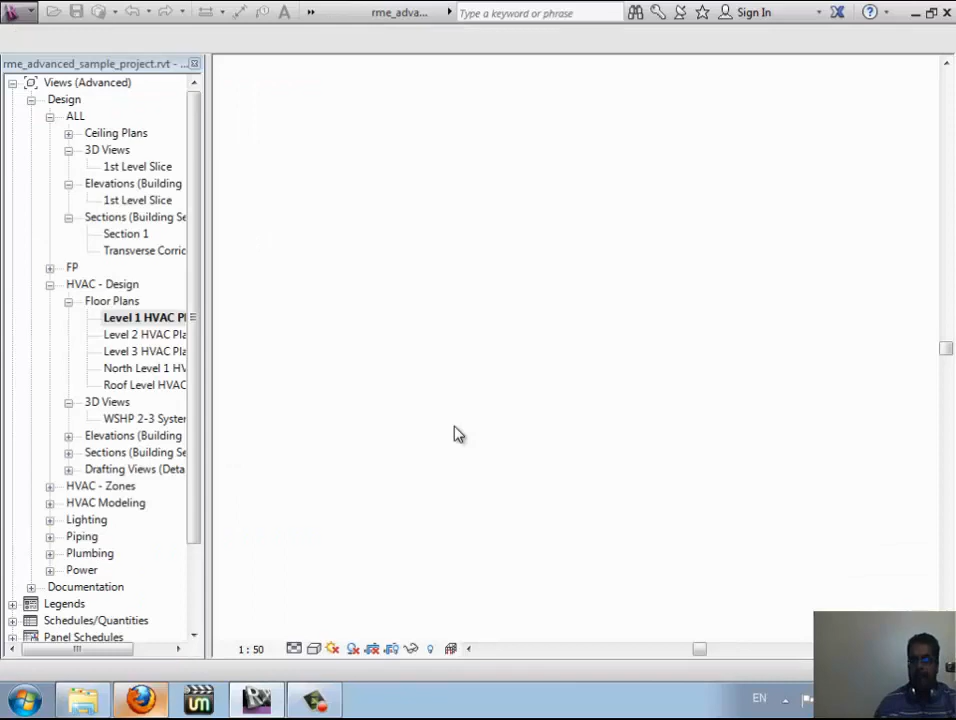 rme_adva...
Type a keyword or phrase
Sign In
rme_advanced_sample_project.rvt - ...
Views (Advanced)
Design
ALL
Ceiling Plans
3D Views
1st Level Slice
Elevations (Building
1st Level Slice
Sections (Building Se
Section 1
Transverse Corric
FP
HVAC - Design
Floor Plans
Level 1 HVAC Pl
Level 2 HVAC Pla
Level 3 HVAC Pla
North Level 1 HV
Roof Level HVAC
3D Views
WSHP 2-3 Syster
Elevations (Building
Sections (Building Se
Drafting Views (Deta
HVAC - Zones
HVAC Modeling
Lighting
Piping
Plumbing
Power
Documentation
Legends
Schedules/Quantities
Panel Schedules
1 : 50
EN